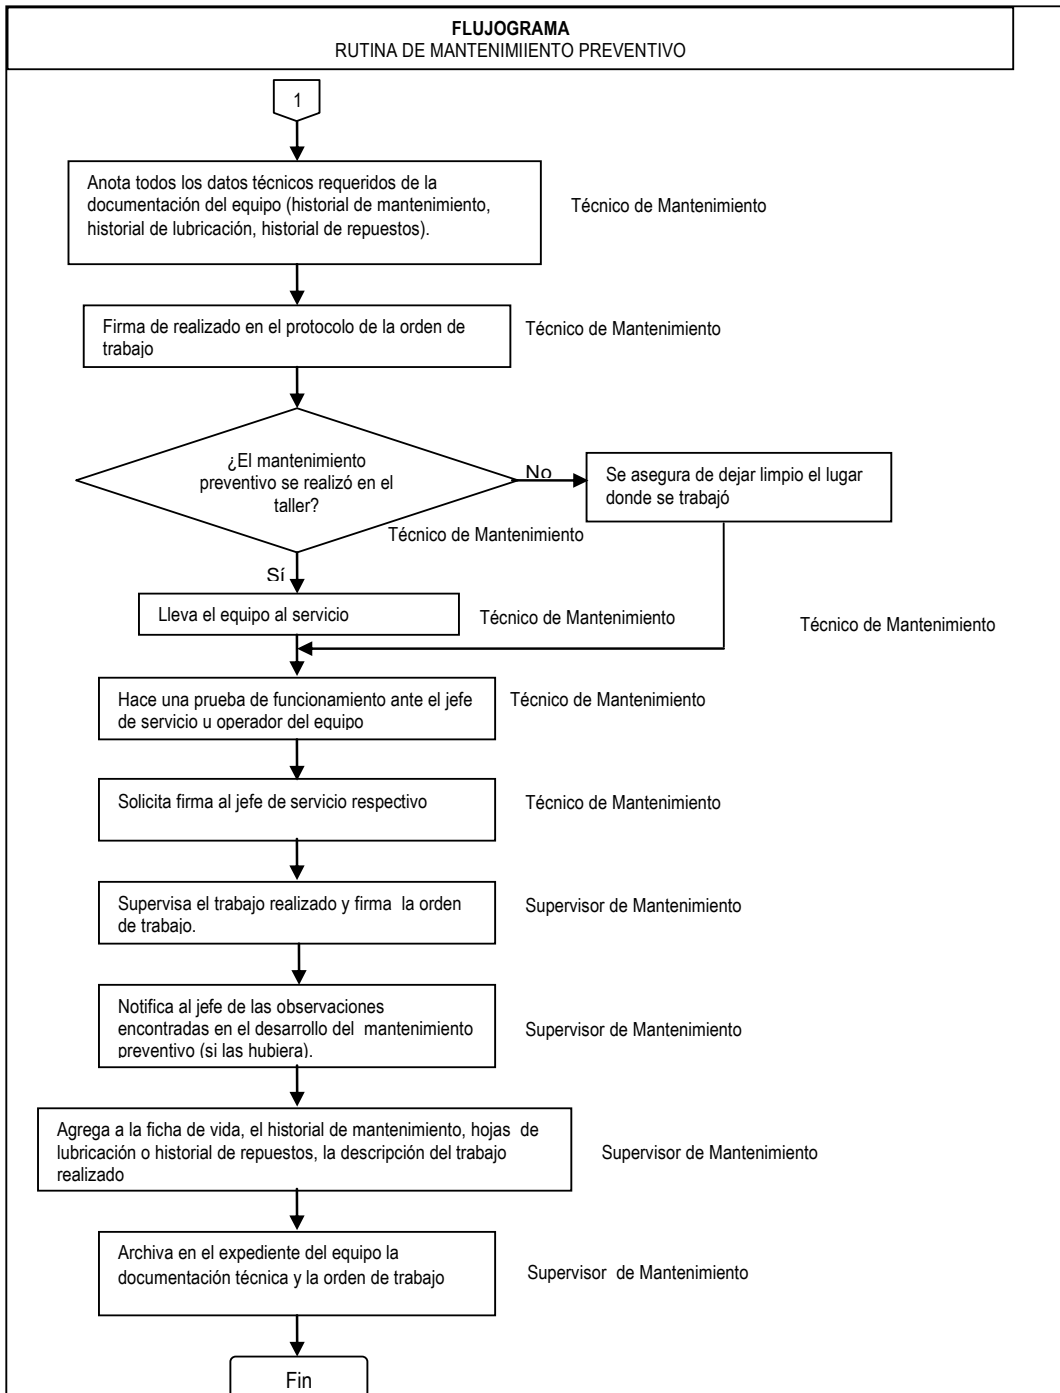 FLUJOGRAMA
RUTINA DE MANTENIMIIENTO PREVENTIVO
1
Anota todos los datos técnicos requeridos de la
documentación del equipo (historial de mantenimiento,
historial de lubricación, historial de repuestos).
Técnico de Mantenimiento
Firma de realizado en el protocolo de la orden de
trabajo
Técnico de Mantenimiento
¿El mantenimiento
preventivo se realizó en el
taller?
No
Se asegura de dejar limpio el lugar
donde se trabajó
Técnico de Mantenimiento
Sí
Lleva el equipo al servicio
Técnico de Mantenimiento
Técnico de Mantenimiento
Hace una prueba de funcionamiento ante el jefe
de servicio u operador del equipo
Técnico de Mantenimiento
Solicita firma al jefe de servicio respectivo
Técnico de Mantenimiento
Supervisa el trabajo realizado y firma la orden
de trabajo.
Supervisor de Mantenimiento
Notifica al jefe de las observaciones
encontradas en el desarrollo del mantenimiento
preventivo (si las hubiera).
Supervisor de Mantenimiento
Agrega a la ficha de vida, el historial de mantenimiento, hojas de
lubricación o historial de repuestos, la descripción del trabajo
realizado
Supervisor de Mantenimiento
Archiva en el expediente del equipo la
documentación técnica y la orden de trabajo
Supervisor de Mantenimiento
Fin